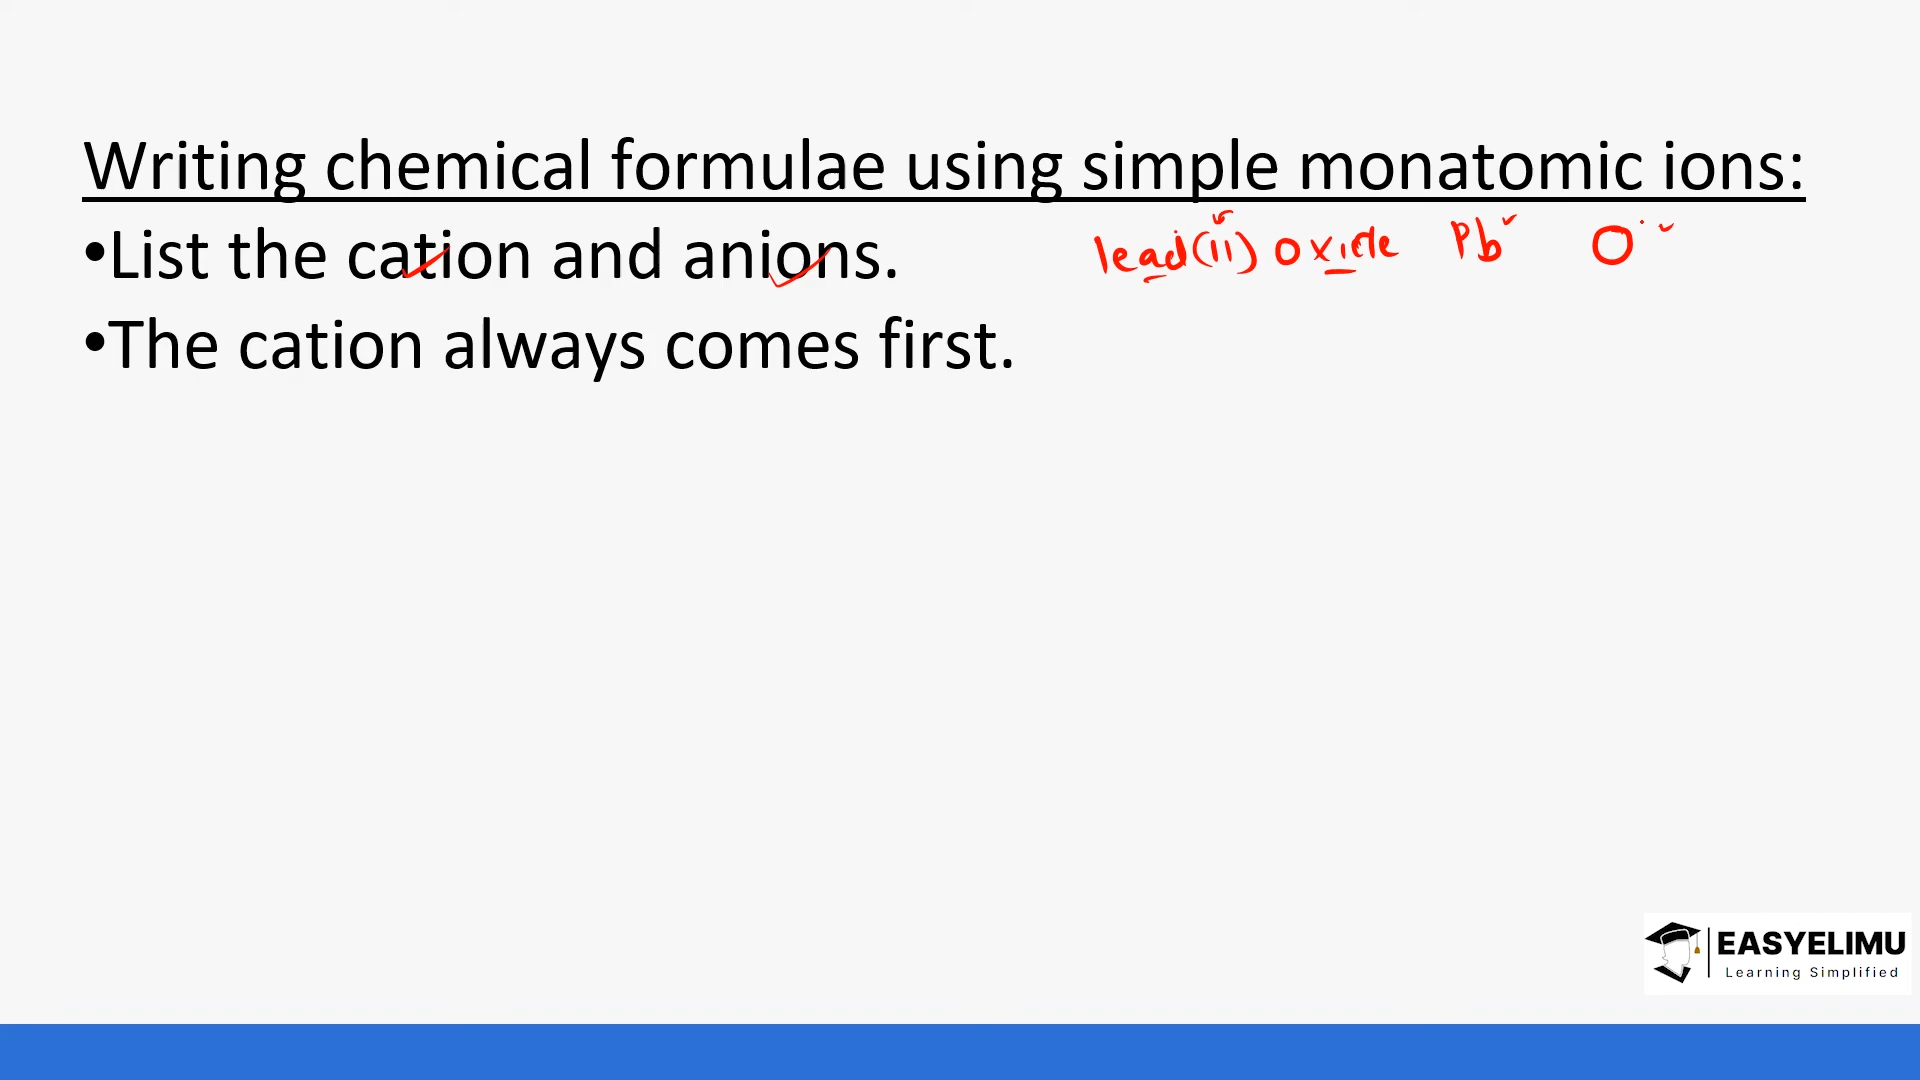 Writing chemical formulae using simple monatomic ions:
•List the cation and anions. lead(ii) oxide Pb O
•The cation always comes first.
EASYELIMU
Learning Simplified